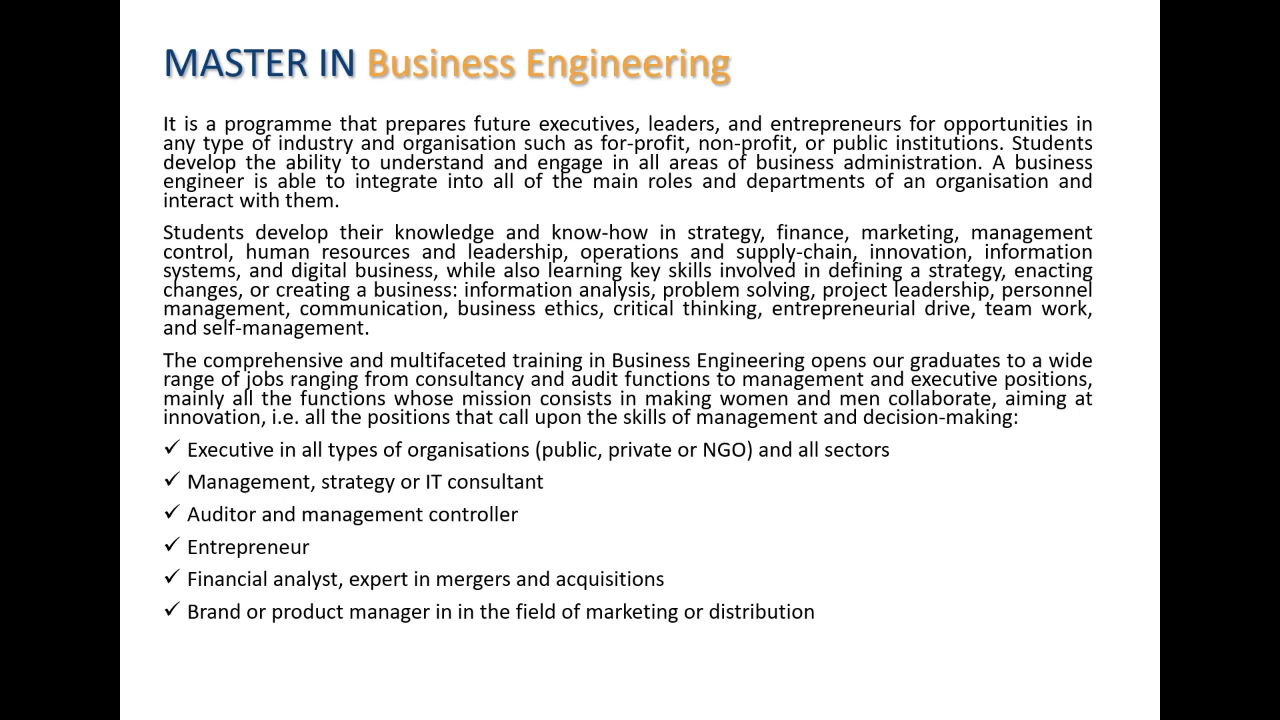 MASTER IN Business Engineering
It is a programme that prepares future executives, leaders, and entrepreneurs for opportunities in
any type of industry and organisation such as for-profit, non-profit, or public institutions. Students
develop the ability to understand and engage in all areas of business administration. A business
engineer is able to integrate into all of the main roles and departments of an organisation and
interact with them.
Students develop their knowledge and know-how in strategy, finance, marketing, management
control, human resources and leadership, operations and supply-chain, innovation, information
systems, and digital business, while also learning key skills involved in defining a strategy, enacting
changes, or creating a business: information analysis, problem solving, project leadership, personnel
management, communication, business ethics, critical thinking, entrepreneurial drive, team work,
and self-management.
The comprehensive and multifaceted training in Business Engineering opens our graduates to a wide
range of jobs ranging from consultancy and audit functions to management and executive positions,
mainly all the functions whose mission consists in making women and men collaborate, aiming at
innovation, i.e. all the positions that call upon the skills of management and decision-making:
✓ Executive in all types of organisations (public, private or NGO) and all sectors
✓ Management, strategy or IT consultant
✓ Auditor and management controller
✓ Entrepreneur
✓ Financial analyst, expert in mergers and acquisitions
✓ Brand or product manager in in the field of marketing or distribution